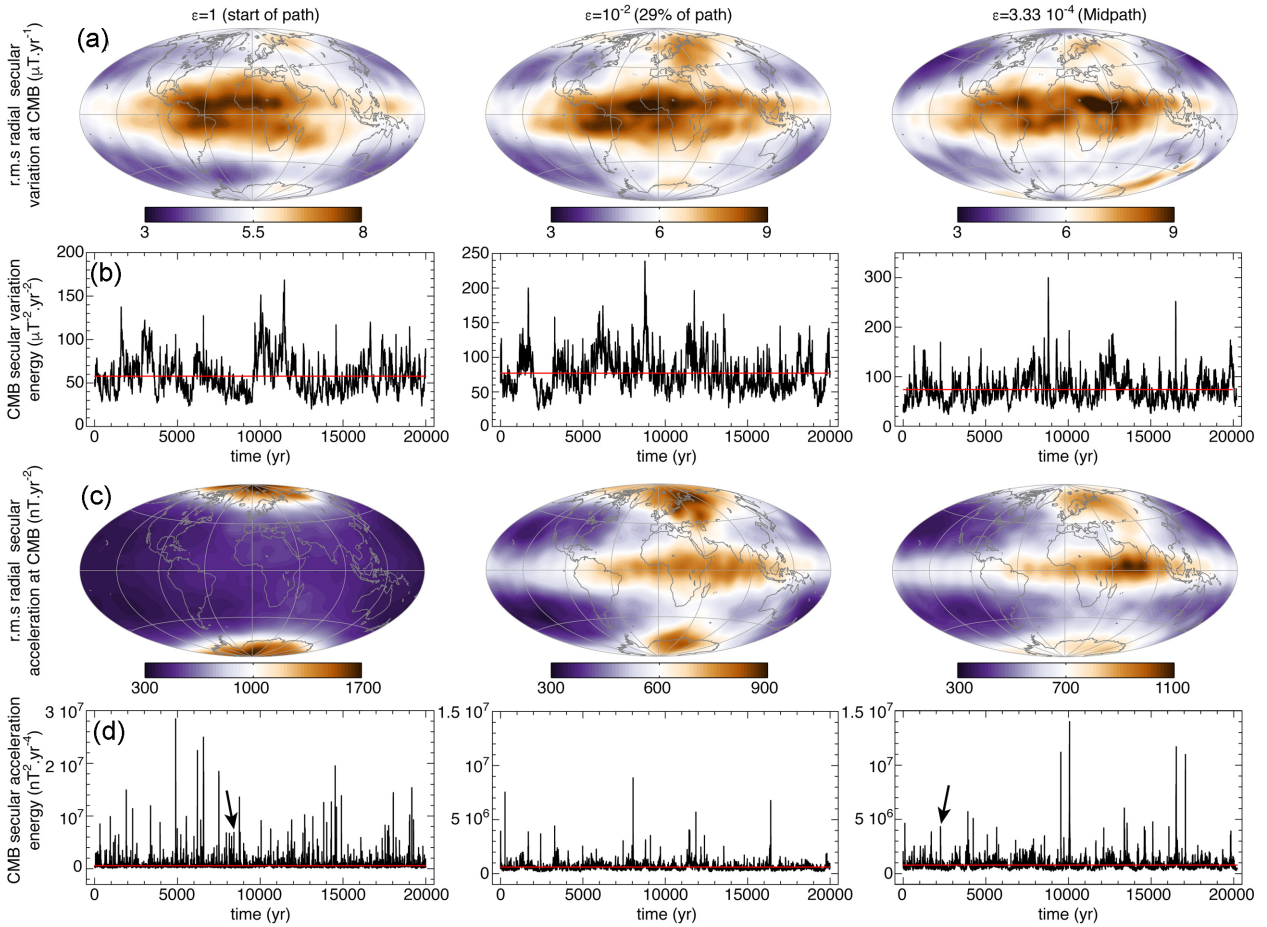 ε=1 (start of path)
ε=10⁻² (29% of path)
ε=3.33 10⁻⁴ (Midpath)
(a)
r.m.s radial secular
variation at CMB (μT.yr⁻¹)
3 5.5 8
3 6 9
3 6 9
(b)
CMB secular variation
energy (μT⁻².yr⁻²)
200
150
100
50
0
0 5000 10000 15000 20000
time (yr)
250
200
150
100
50
0
0 5000 10000 15000 20000
time (yr)
300
200
100
0
0 5000 10000 15000 20000
time (yr)
(c)
r.m.s radial secular
acceleration at CMB (nT.yr⁻²)
300 1000 1700
300 600 900
300 700 1100
(d)
CMB secular acceleration
energy (nT².yr⁻⁴)
3 10⁷
2 10⁷
10⁷
0
0 5000 10000 15000 20000
time (yr)
1.5 10⁷
10⁷
5 10⁶
0
0 5000 10000 15000 20000
time (yr)
1.5 10⁷
10⁷
5 10⁶
0
0 5000 10000 15000 20000
time (yr)